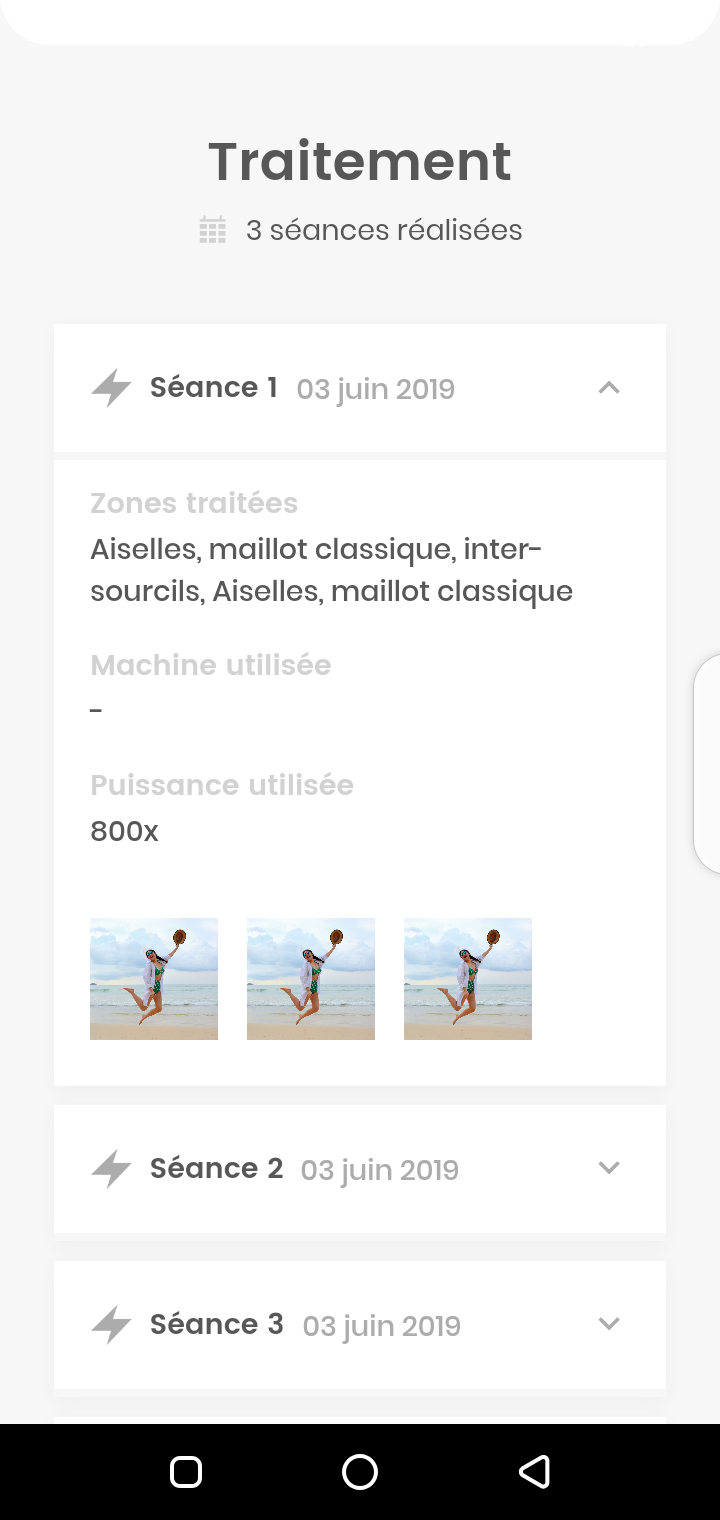 Traitement
3 séances réalisées
Séance 1 03 juin 2019
Zones traitées
Aiselles, maillot classique, inter-
sourcils, Aiselles, maillot classique
Machine utilisée
-
Puissance utilisée
800x
Séance 2 03 juin 2019
Séance 3 03 juin 2019